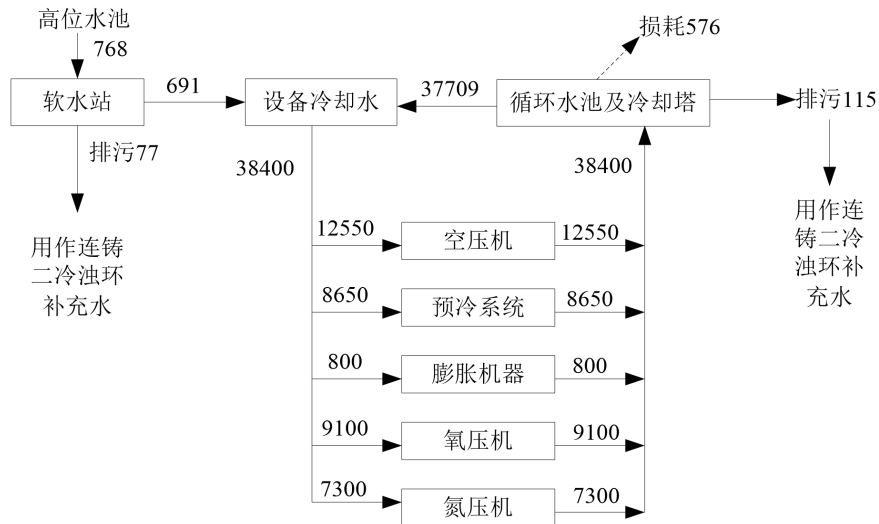 高位水池
768
损耗576
软水站
691
设备冷却水
37709
循环水池及冷却塔
排污115
排污77
38400
38400
用作连铸
二冷浊环
补充水
用作连
铸二冷
浊环补
充水
12550
空压机
12550
8650
预冷系统
8650
800
膨胀机器
800
9100
氧压机
9100
7300
氮压机
7300